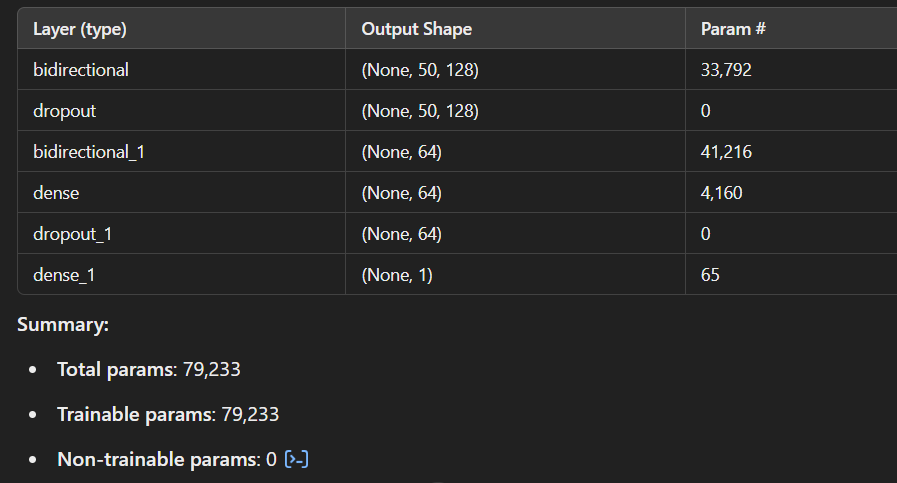 Layer (type) Output Shape Param #
bidirectional (None, 50, 128) 33,792
dropout (None, 50, 128) 0
bidirectional_1 (None, 64) 41,216
dense (None, 64) 4,160
dropout_1 (None, 64) 0
dense_1 (None, 1) 65
Summary:
• Total params: 79,233
• Trainable params: 79,233
• Non-trainable params: 0 [>-]